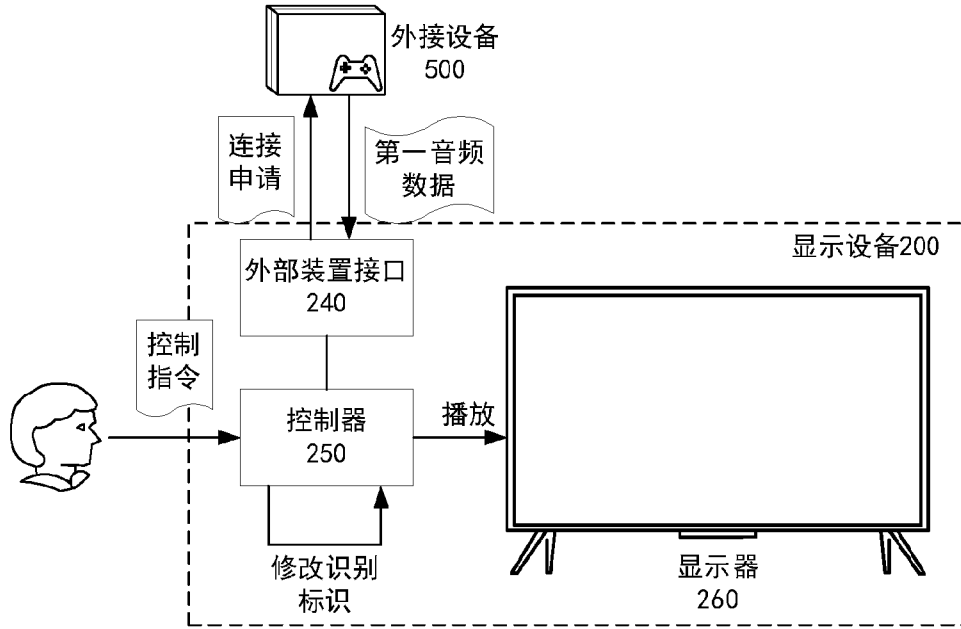 外接设备
500
连接
申请
第一音频
数据
显示设备200
外部装置接口
240
控制
指令
控制器
250
播放
修改识别
标识
显示器
260